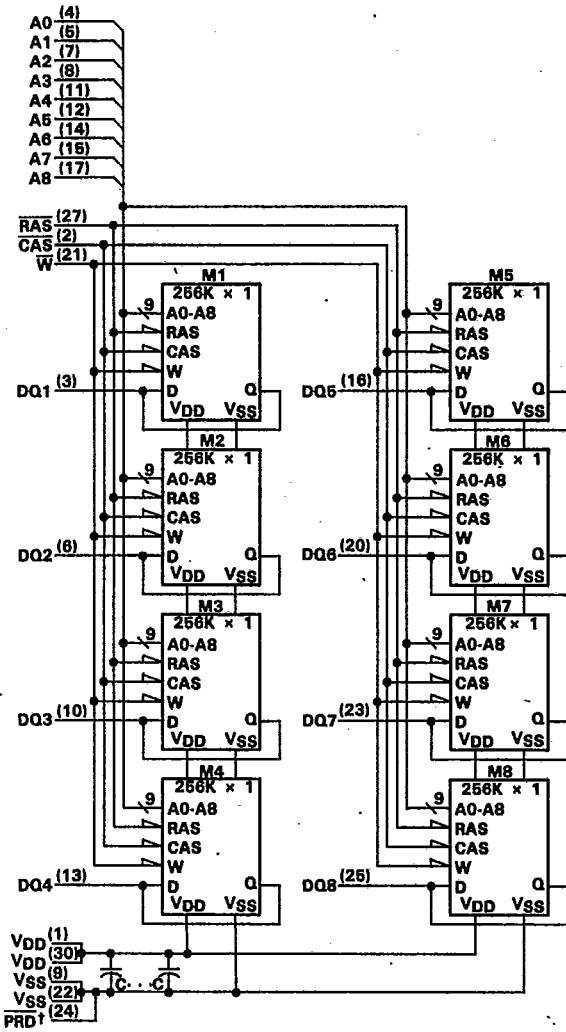 A0 (4)
A1 (5)
A2 (7)
A3 (8)
A4 (11)
A5 (12)
A6 (14)
A7 (15)
A8 (17)
RAS (27)
CAS (2)
W (21)
M1
256K × 1
9 A0-A8
RAS
CAS
W
DQ1 (3) D Q
VDD VSS
M2
256K × 1
9 A0-A8
RAS
CAS
W
DQ2 (6) D Q
VDD VSS
M3
256K × 1
9 A0-A8
RAS
CAS
W
DQ3 (10) D Q
VDD VSS
M4
256K × 1
9 A0-A8
RAS
CAS
W
DQ4 (13) D Q
VDD VSS
M5
256K × 1
9 A0-A8
RAS
CAS
W
DQ5 (16) D Q
VDD VSS
M6
256K × 1
9 A0-A8
RAS
CAS
W
DQ6 (20) D Q
VDD VSS
M7
256K × 1
9 A0-A8
RAS
CAS
W
DQ7 (23) D Q
VDD VSS
M8
256K × 1
9 A0-A8
RAS
CAS
W
DQ8 (25) D Q
VDD VSS
VDD (1)
VDD (30)
VSS (9)
VSS (22)
PRD† (24)
C...C